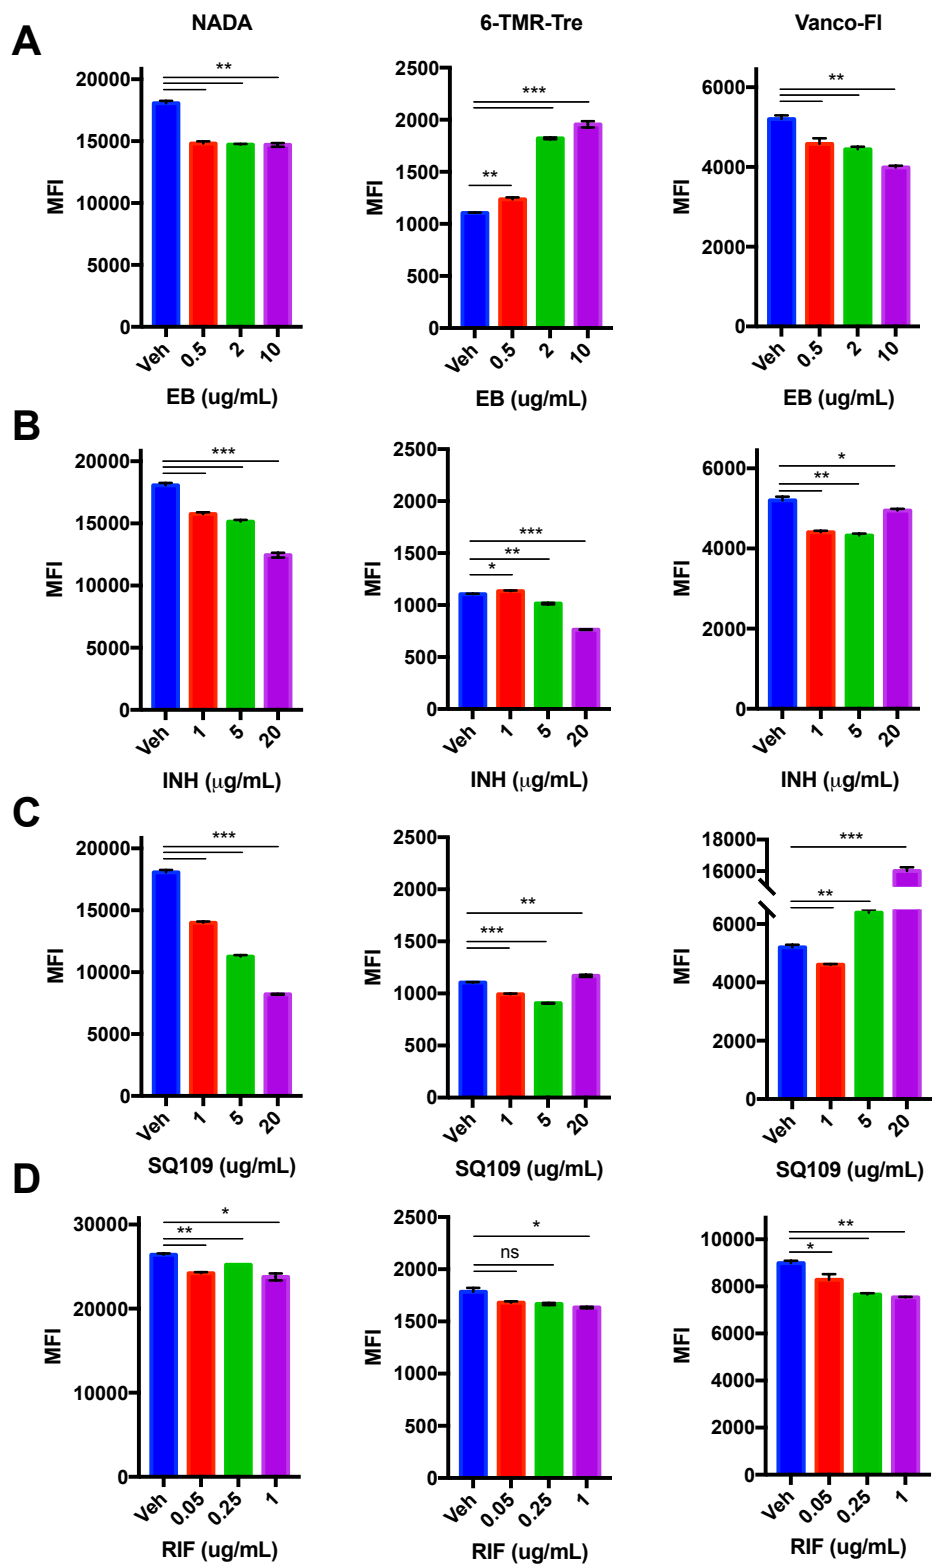 NADA 6-TMR-Tre Vanco-Fl
A
20000
15000
10000
5000
0
MFI
**
Veh 0.5 2 10
EB (ug/mL)
2500
2000
1500
1000
500
0
MFI
***
**
Veh 0.5 2 10
EB (ug/mL)
6000
4000
2000
0
MFI
**
Veh 0.5 2 10
EB (ug/mL)
B
20000
15000
10000
5000
0
MFI
***
Veh 1 5 20
INH (μg/mL)
2500
2000
1500
1000
500
0
MFI
***
**
*
Veh 1 5 20
INH (μg/mL)
6000
4000
2000
0
MFI
*
**
Veh 1 5 20
INH (μg/mL)
C
20000
15000
10000
5000
0
MFI
***
Veh 1 5 20
SQ109 (ug/mL)
2500
2000
1500
1000
500
0
MFI
**
***
Veh 1 5 20
SQ109 (ug/mL)
18000
16000
6000
4000
2000
0
MFI
***
**
Veh 1 5 20
SQ109 (ug/mL)
D
30000
20000
10000
0
MFI
*
**
Veh 0.05 0.25 1
RIF (ug/mL)
2500
2000
1500
1000
500
0
MFI
*
ns
Veh 0.05 0.25 1
RIF (ug/mL)
10000
8000
6000
4000
2000
0
MFI
**
*
Veh 0.05 0.25 1
RIF (ug/mL)